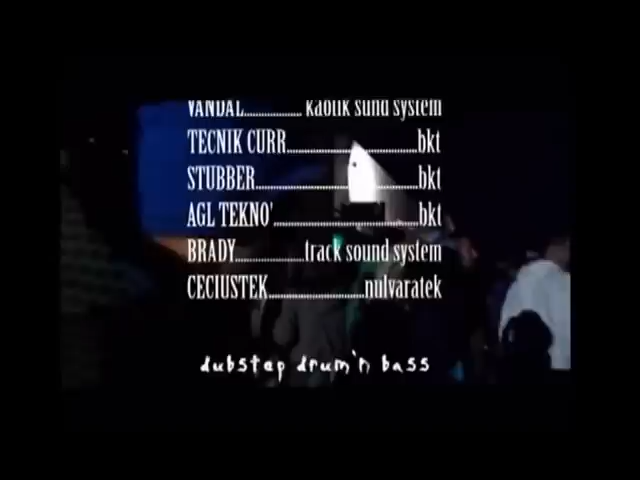 VANDAL................ kaotik sund system
TECNIK CURR....................................bkt
STUBBER.............................................bkt
AGL TEKNO'........................................bkt
BRADY...................track sound system
CECIUSTEK..........................nulvaratek
dubstep drum'n bass